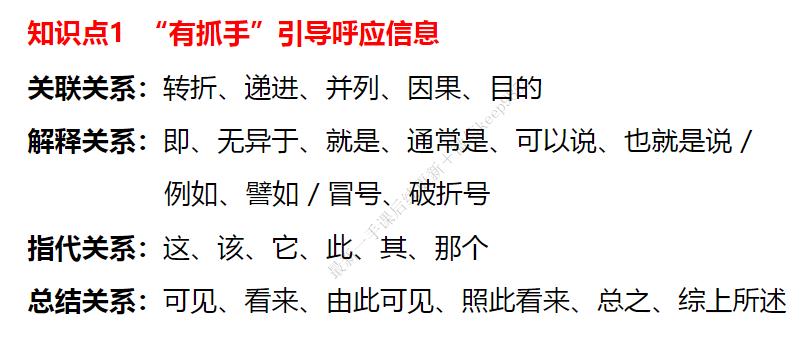 知识点1 “有抓手”引导呼应信息
关联关系：转折、递进、并列、因果、目的
解释关系：即、无异于、就是、通常是、可以说、也就是说 /
例如、譬如 / 冒号、破折号
指代关系：这、该、它、此、其、那个
总结关系：可见、看来、由此可见、照此看来、总之、综上所述